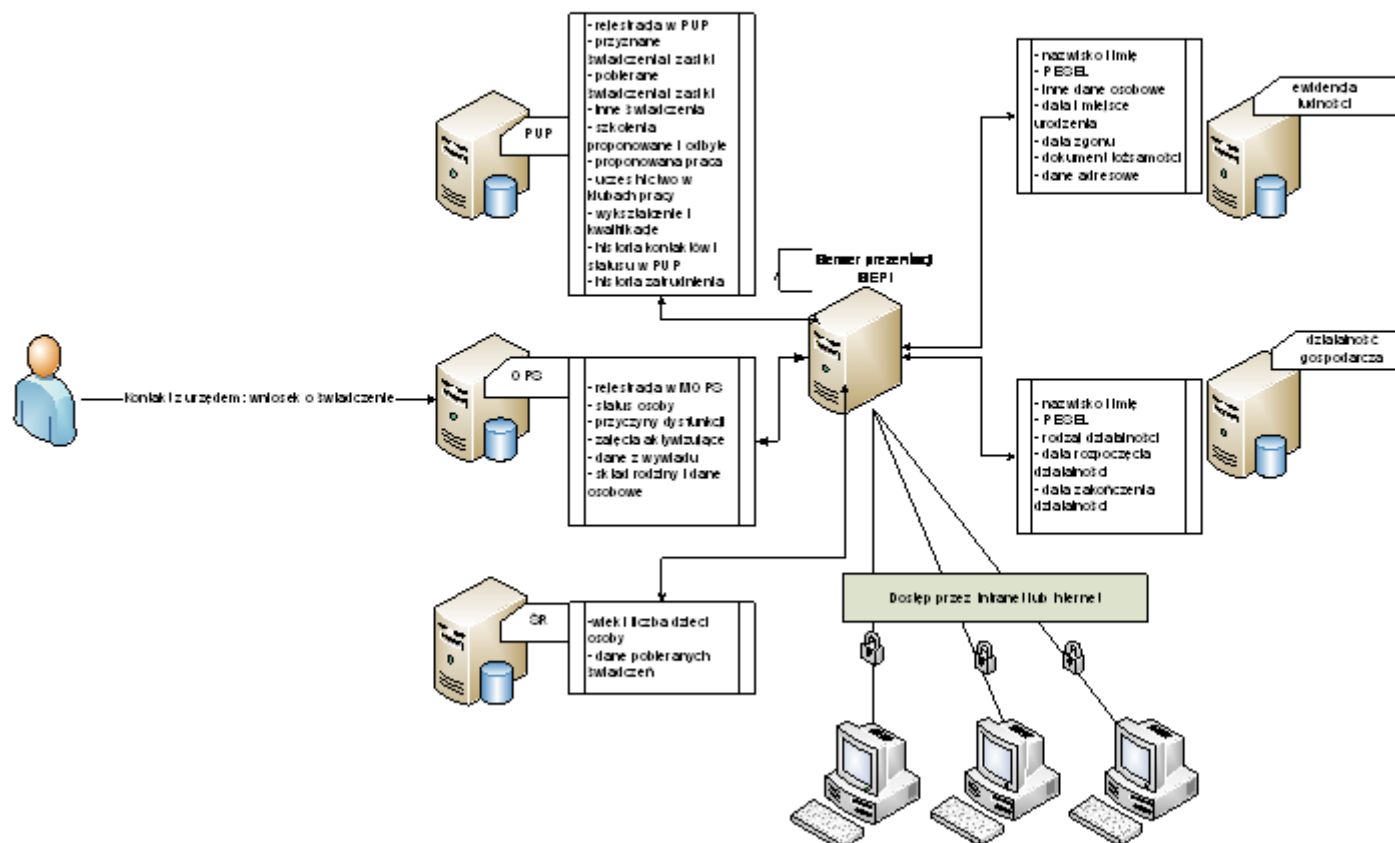 PUP
- rejestracja w PUP
- przyznane
świadczenia i zasiłki
- pobierane
świadczenia i zasiłki
- inne świadczenia
- szkolenia
proponowane i odbyte
- proponowana praca
- uczestnictwo w
klubach pracy
- wykształcenie i
kwalifikacje
- historia kontaktów i
statusu w PUP
- historia zatrudnienia
- nazwisko i imię
- PESEL
- inne dane osobowe
- data i miejsce
urodzenia
- data zgonu
- dokument tożsamości
- dane adresowe
ewidencja
ludności
Serwer prezentacji
SEPI
Kontakt z urzędem: wniosek o świadczenie
OPS
- rejestracja w MOPS
- status osoby
- przyczyny dysfunkcji
- zajęcia aktywizujące
- dane z wywiadu
- skład rodziny i dane
osobowe
działalność
gospodarcza
- nazwisko i imię
- PESEL
- rodzaj działalności
- data rozpoczęcia
działalności
- data zakończenia
działalności
ŚR
-wiek i liczba dzieci
osoby
- dane pobieranych
świadczeń
Dostęp przez Intranet lub Internet